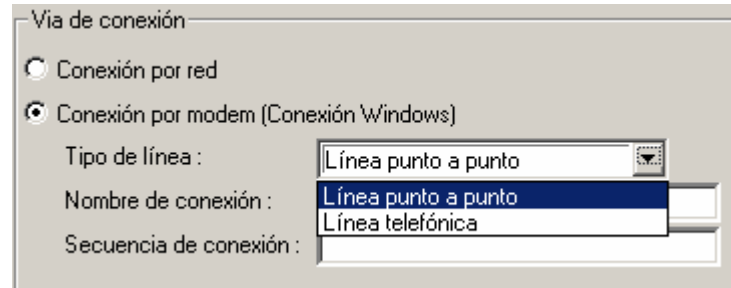 Via de conexión
Conexión por red
Conexión por modem (Conexión Windows)
Tipo de línea : Línea punto a punto
Línea punto a punto
Nombre de conexión :
Línea telefónica
Secuencia de conexión :